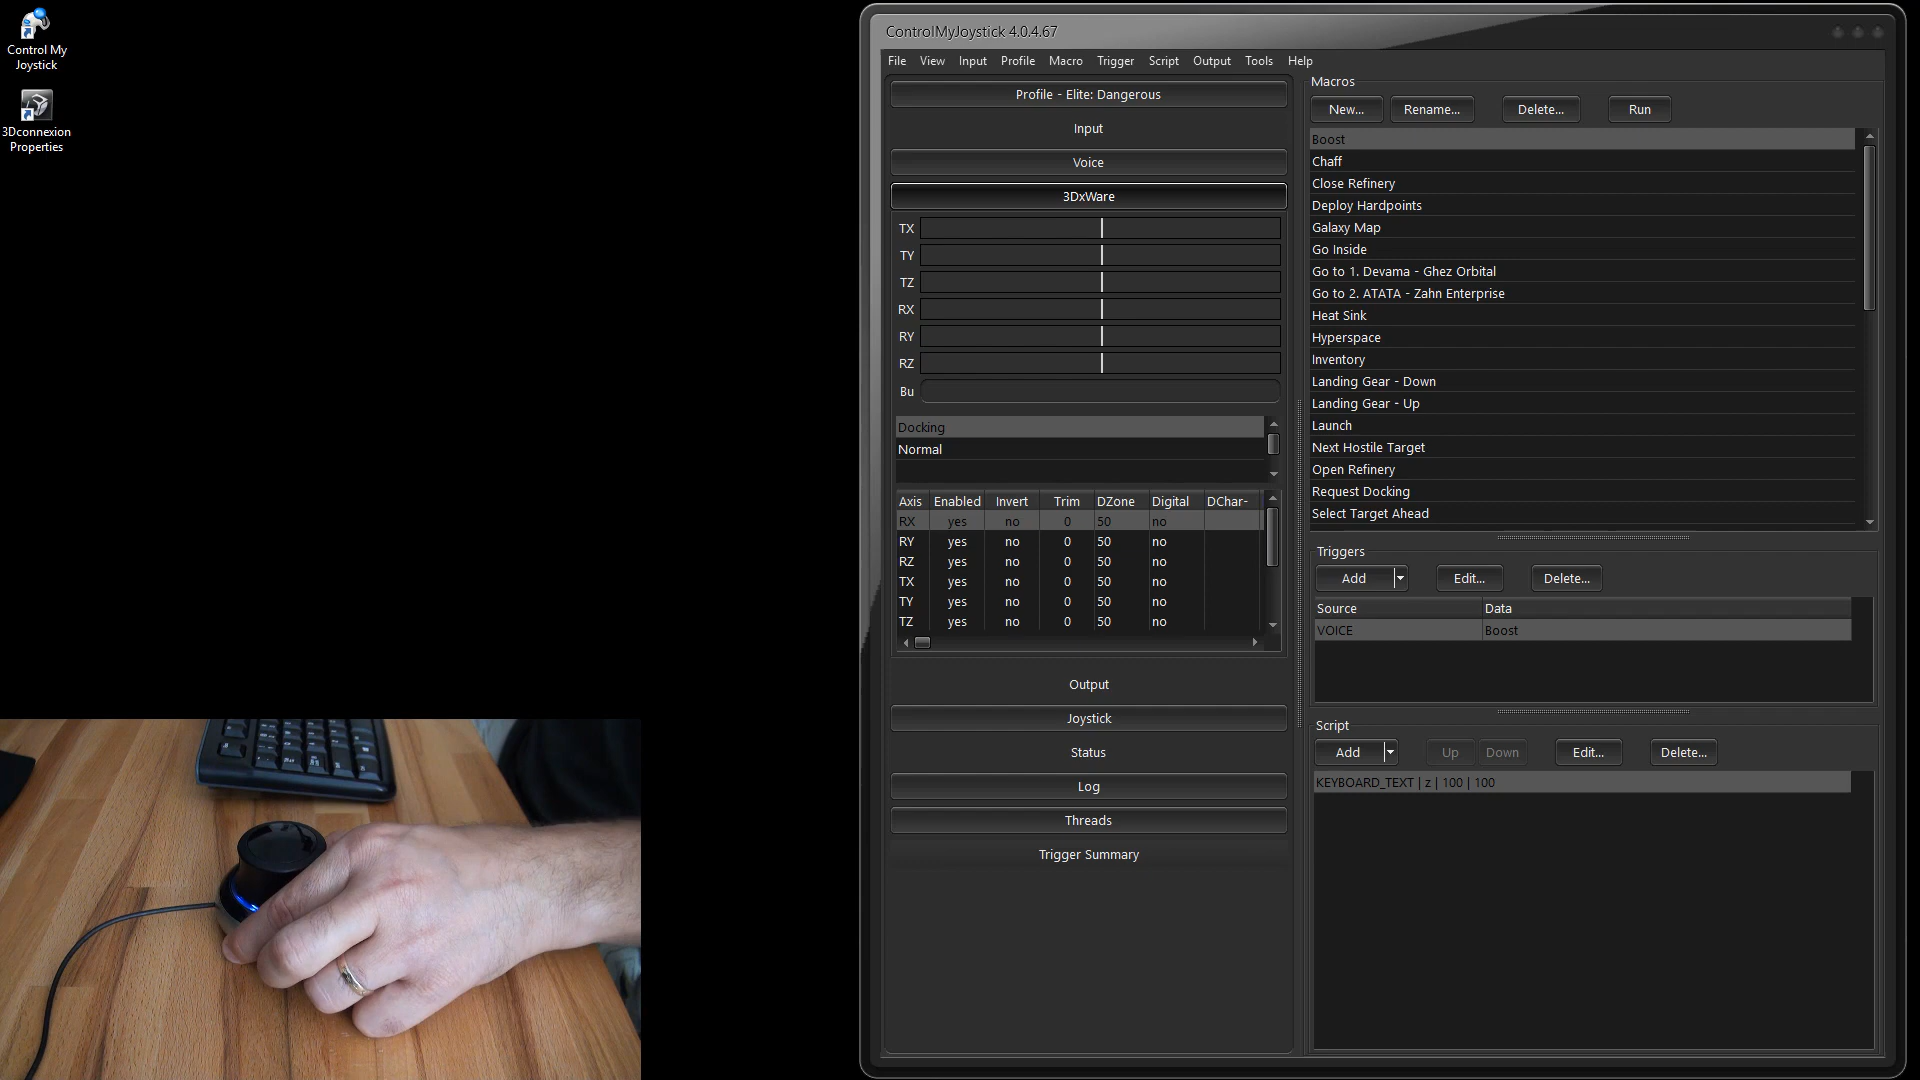 Control My
Joystick
3Dconnexion
Properties
ControlMyJoystick 4.0.4.67
File View Input Profile Macro Trigger Script Output Tools Help
Profile - Elite: Dangerous
Input
Voice
3DxWare
TX
TY
TZ
RX
RY
RZ
Bu
Docking
Normal
Axis Enabled Invert Trim DZone Digital DChar-
RX yes no 0 50 no
RY yes no 0 50 no
RZ yes no 0 50 no
TX yes no 0 50 no
TY yes no 0 50 no
TZ yes no 0 50 no
Output
Joystick
Status
Log
Threads
Trigger Summary
Macros
New... Rename... Delete... Run
Boost
Chaff
Close Refinery
Deploy Hardpoints
Galaxy Map
Go Inside
Go to 1. Devama - Ghez Orbital
Go to 2. ATATA - Zahn Enterprise
Heat Sink
Hyperspace
Inventory
Landing Gear - Down
Landing Gear - Up
Launch
Next Hostile Target
Open Refinery
Request Docking
Select Target Ahead
Triggers
Add Edit... Delete...
Source Data
VOICE Boost
Script
Add Up Down Edit... Delete...
KEYBOARD_TEXT | z | 100 | 100